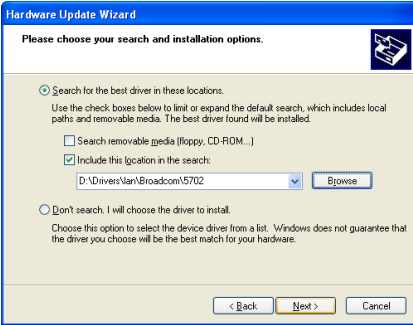 Hardware Update Wizard
Please choose your search and installation options.
Search for the best driver in these locations.
Use the check boxes below to limit or expand the default search, which includes local
paths and removable media. The best driver found will be installed.
Search removable media (floppy, CD-ROM...)
Include this location in the search:
D:\Drivers\lan\Broadcom\5702
Browse
Don't search. I will choose the driver to install.
Choose this option to select the device driver from a list. Windows does not guarantee that
the driver you choose will be the best match for your hardware.
< Back
Next >
Cancel